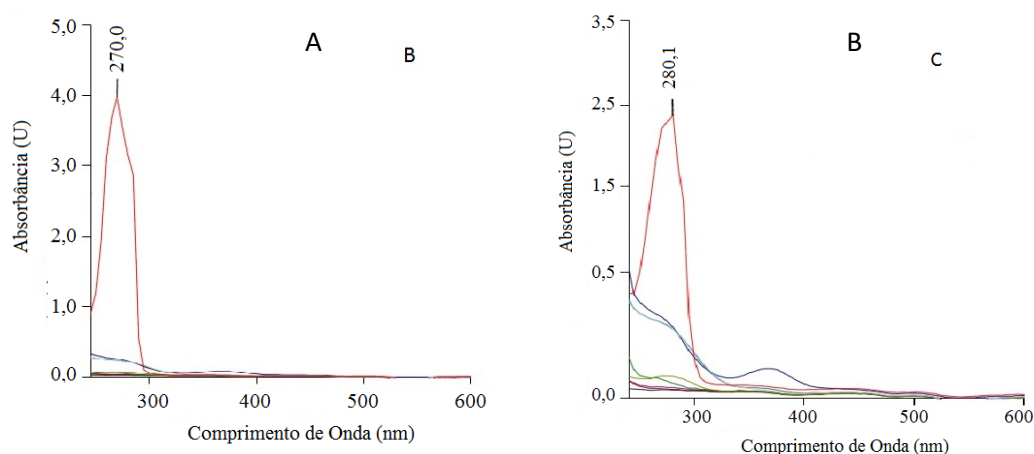 A
B
270,0
5,0
4,0
3,0
2,0
1,0
0,0
Absorbância (U)
300
400
500
600
Comprimento de Onda (nm)
B
C
280,1
3,5
2,5
1,5
0,5
0,0
Absorbância (U)
300
400
500
600
Comprimento de Onda (nm)